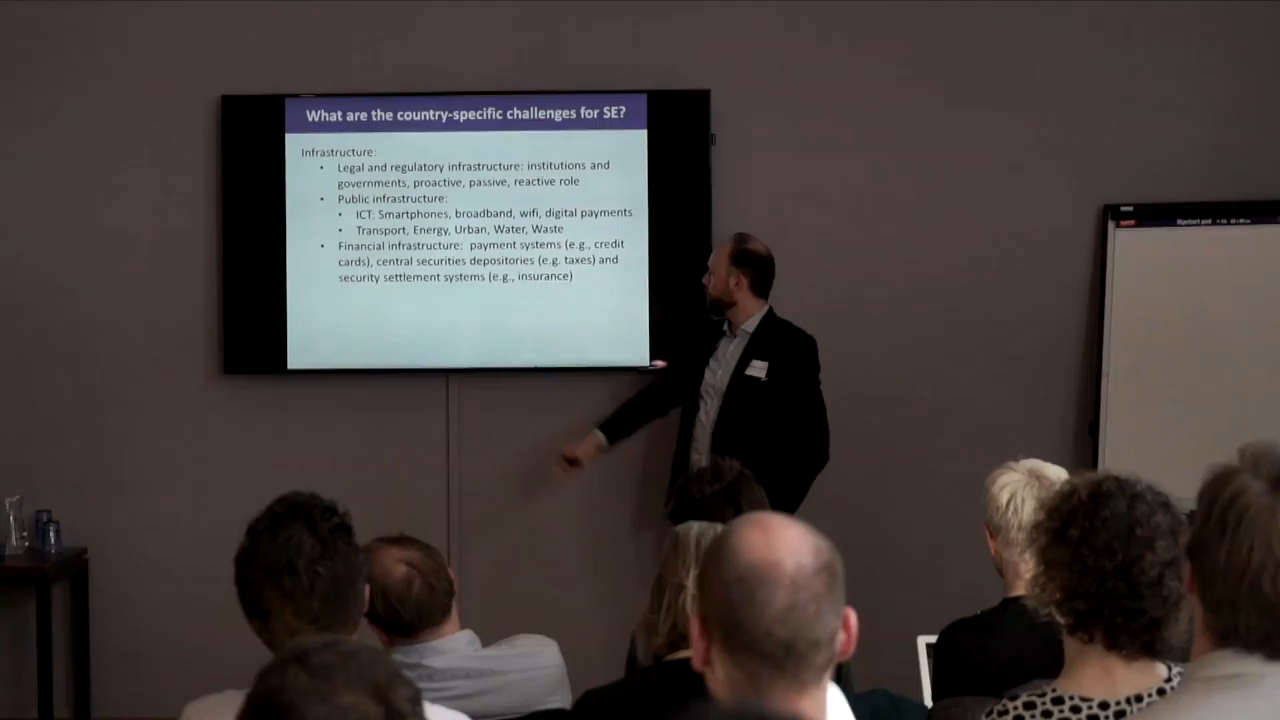 What are the country-specific challenges for SE?
Infrastructure:
• Legal and regulatory infrastructure: institutions and
governments, proactive, passive, reactive role
• Public infrastructure:
• ICT: Smartphones, broadband, wifi, digital payments
• Transport, Energy, Urban, Water, Waste
• Financial infrastructure: payment systems (e.g., credit
cards), central securities depositories (e.g. taxes) and
security settlement systems (e.g., insurance)